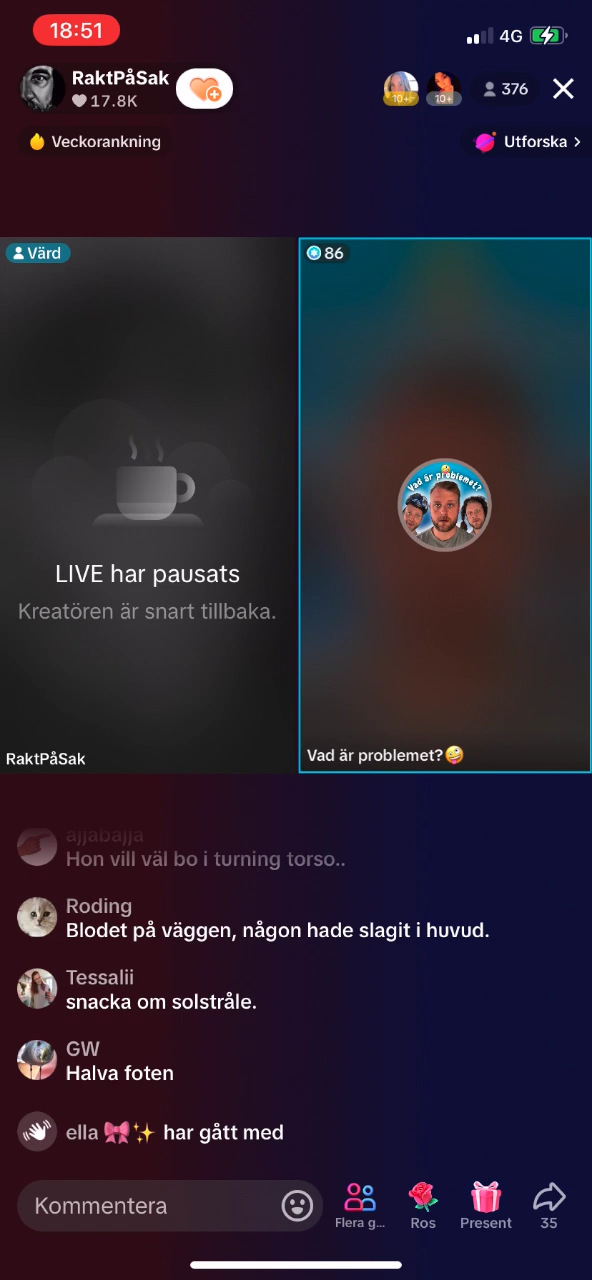 18:51
4G
RaktPåSak
17.8K
10+
10+
376
Veckorankning
Utforska >
Värd
86
Vad är problemet?
LIVE har pausats
Kreatören är snart tillbaka.
RaktPåSak
Vad är problemet?🤪
ajjabajja
Hon vill väl bo i turning torso..
Roding
Blodet på väggen, någon hade slagit i huvud.
Tessalii
snacka om solstråle.
GW
Halva foten
ella 🎀✨ har gått med
Kommentera
Flera g...
Ros
Present
35